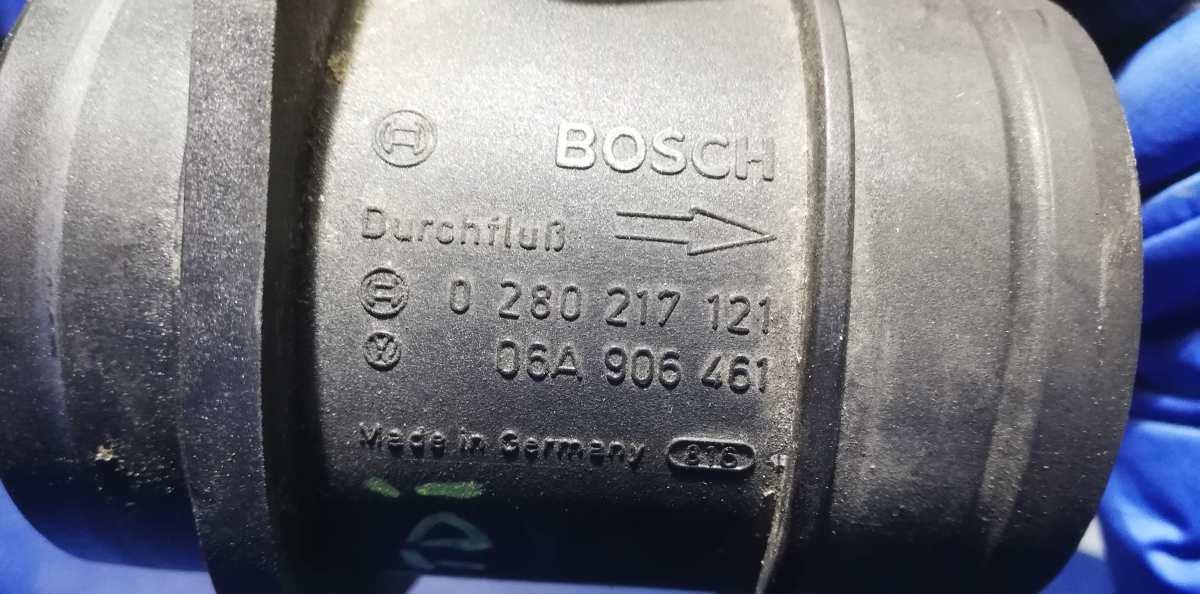 BOSCH
Durchfluß
0 280 217 121
06A 906 461
Made in Germany 816